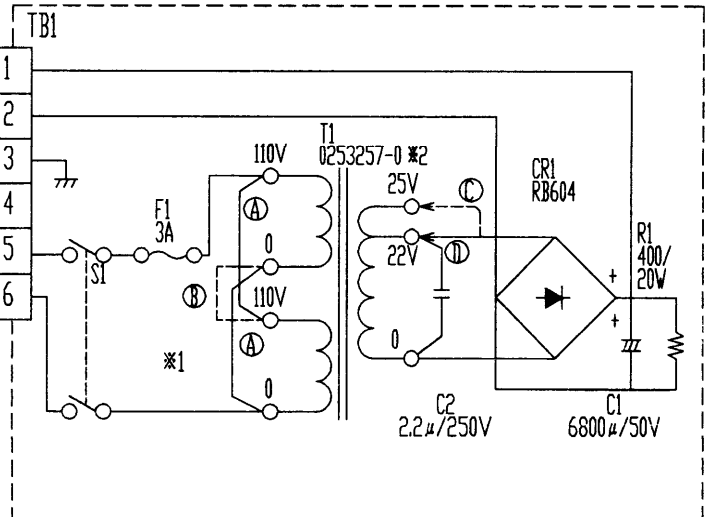 TB1
1
2
3
4
5
6
S1
F1
3A
110V
Ⓐ
0
Ⓑ
110V
Ⓐ
0
※1
T1
0253257-0 ※2
25V
Ⓒ
22V
Ⓓ
0
CR1
RB604
R1
400/
20W
+
+
C2
2.2μ/250V
C1
6800μ/50V